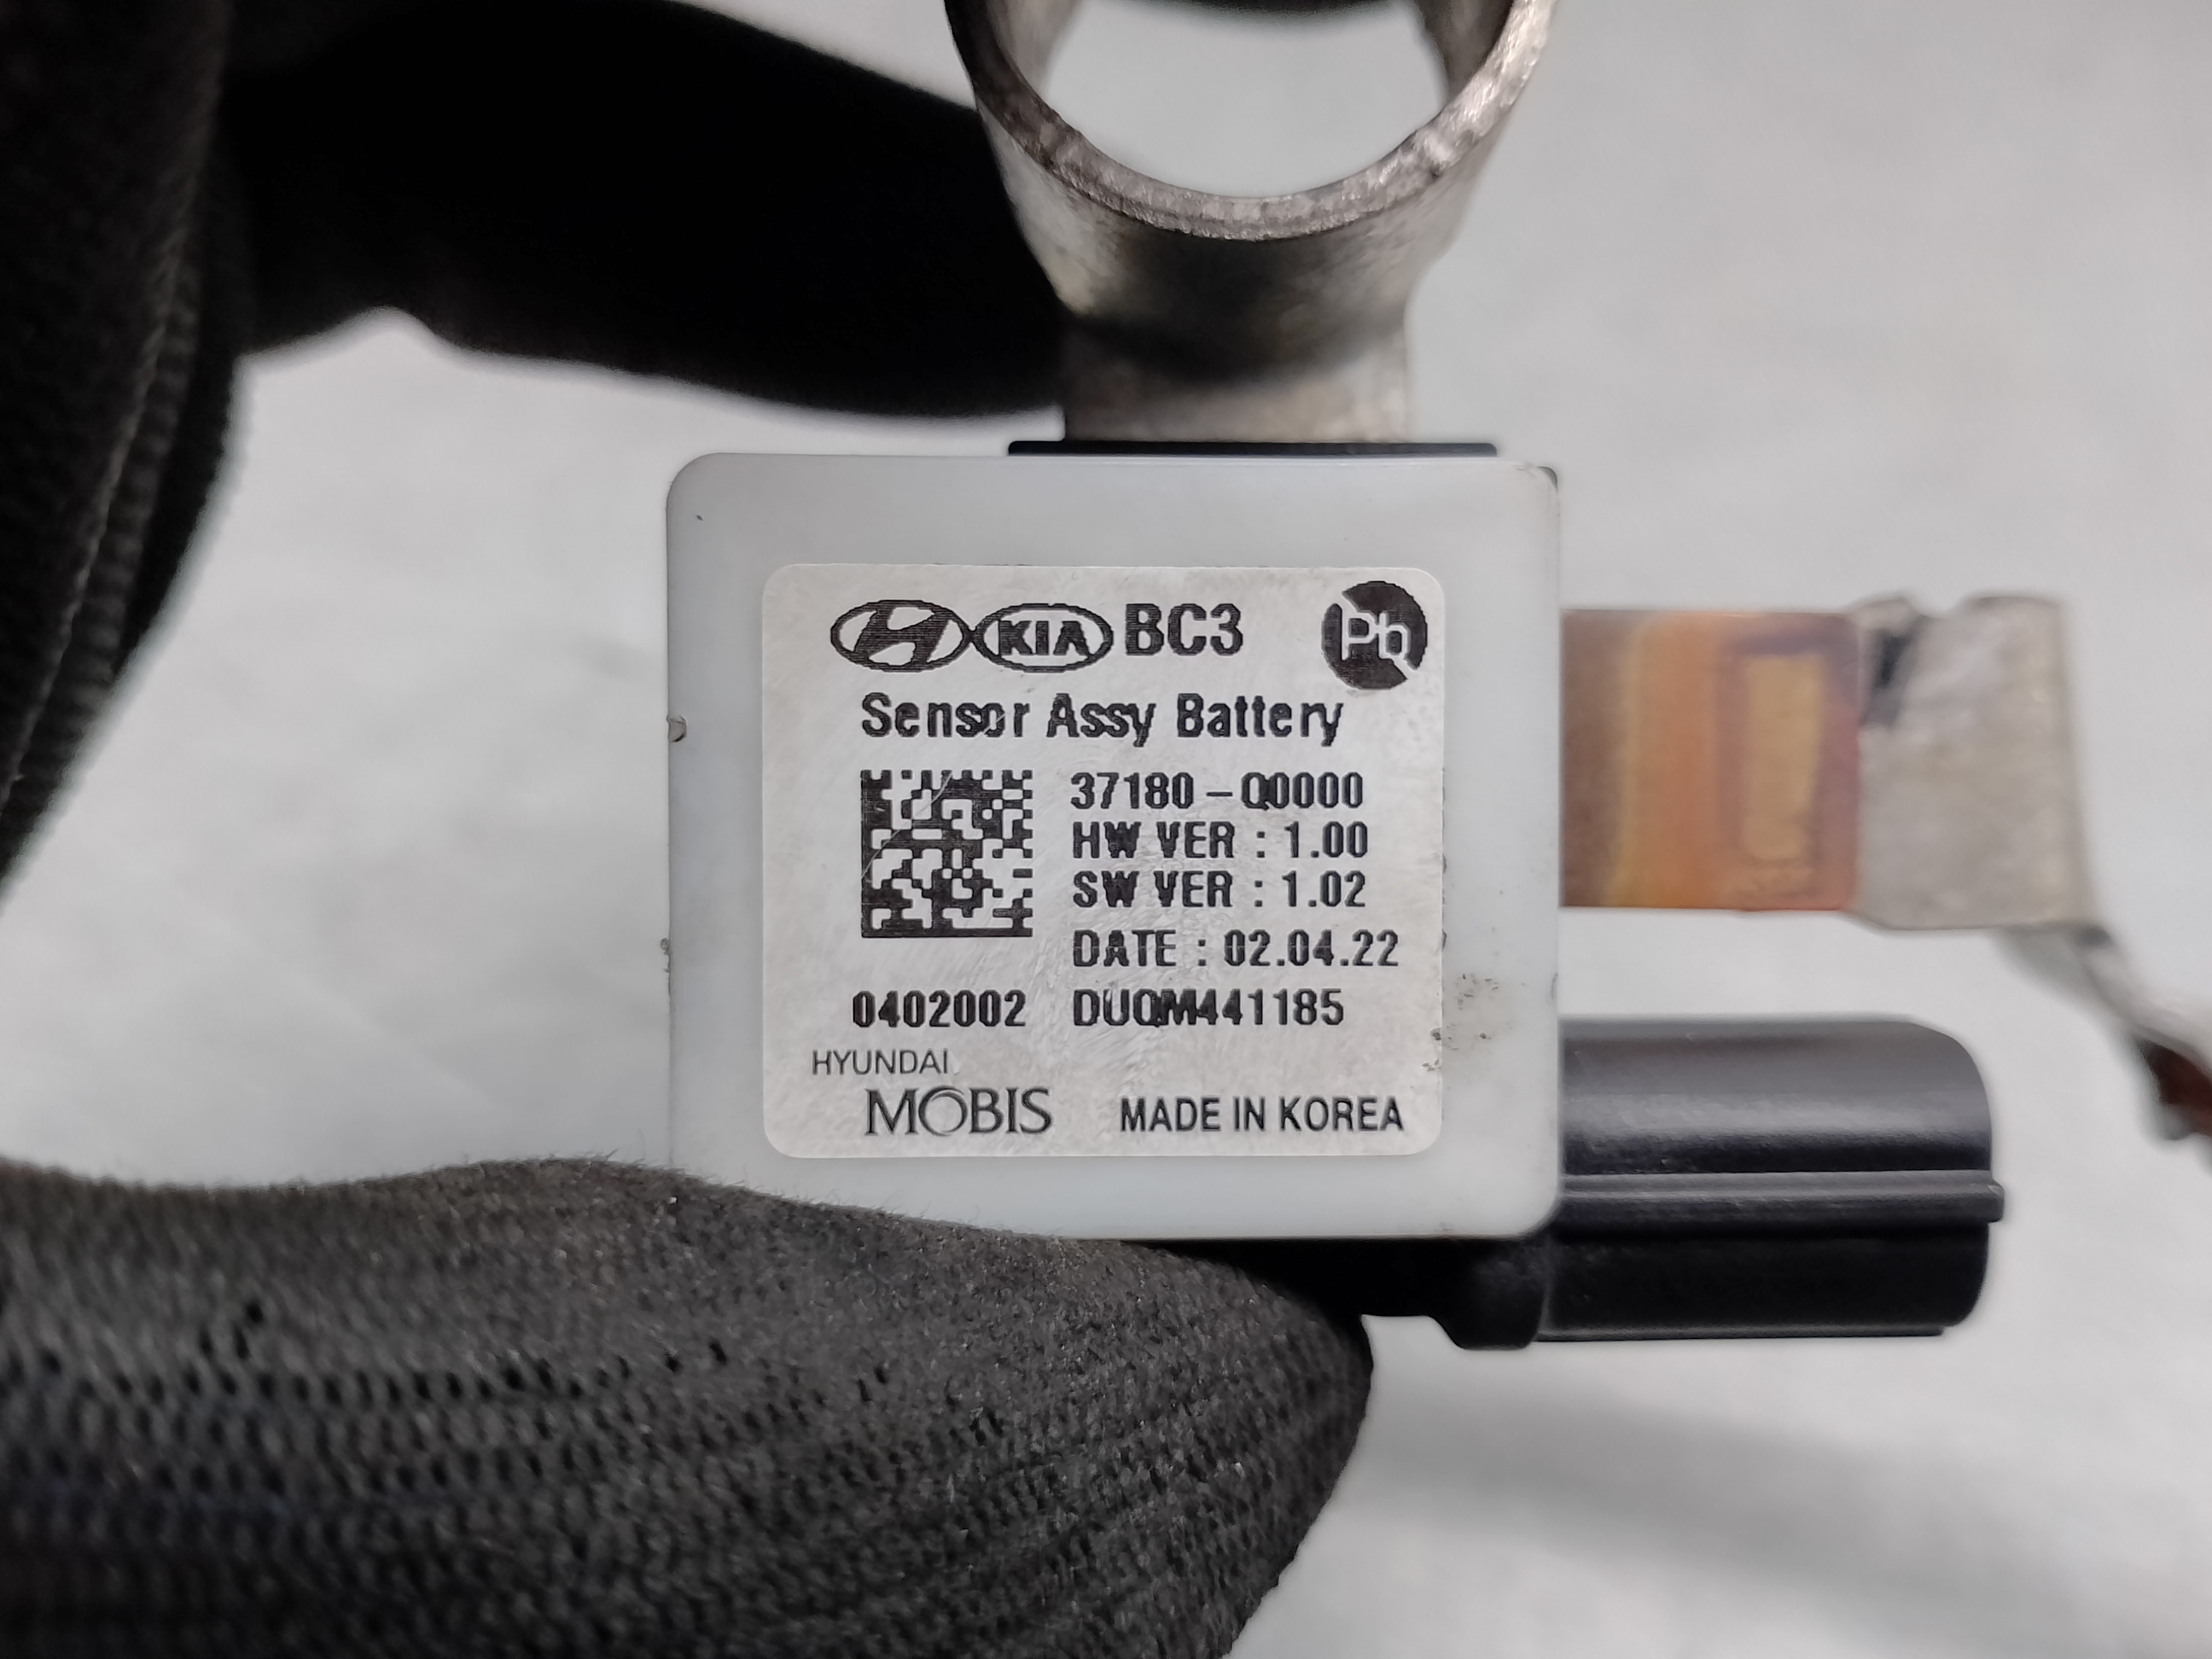 KIA BC3 Pb
Sensor Assy Battery
37180-Q0000
HW VER : 1.00
SW VER : 1.02
DATE : 02.04.22
0402002 DUQM441185
HYUNDAI
MOBIS MADE IN KOREA